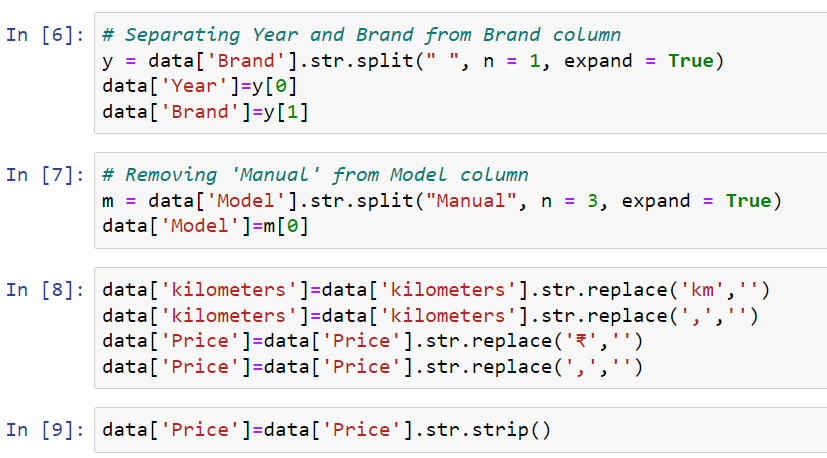 In [6]: # Separating Year and Brand from Brand column
y = data['Brand'].str.split(" ", n = 1, expand = True)
data['Year']=y[0]
data['Brand']=y[1]
In [7]: # Removing 'Manual' from Model column
m = data['Model'].str.split("Manual", n = 3, expand = True)
data['Model']=m[0]
In [8]: data['kilometers']=data['kilometers'].str.replace('km','')
data['kilometers']=data['kilometers'].str.replace(',','')
data['Price']=data['Price'].str.replace('₹','')
data['Price']=data['Price'].str.replace(',','')
In [9]: data['Price']=data['Price'].str.strip()